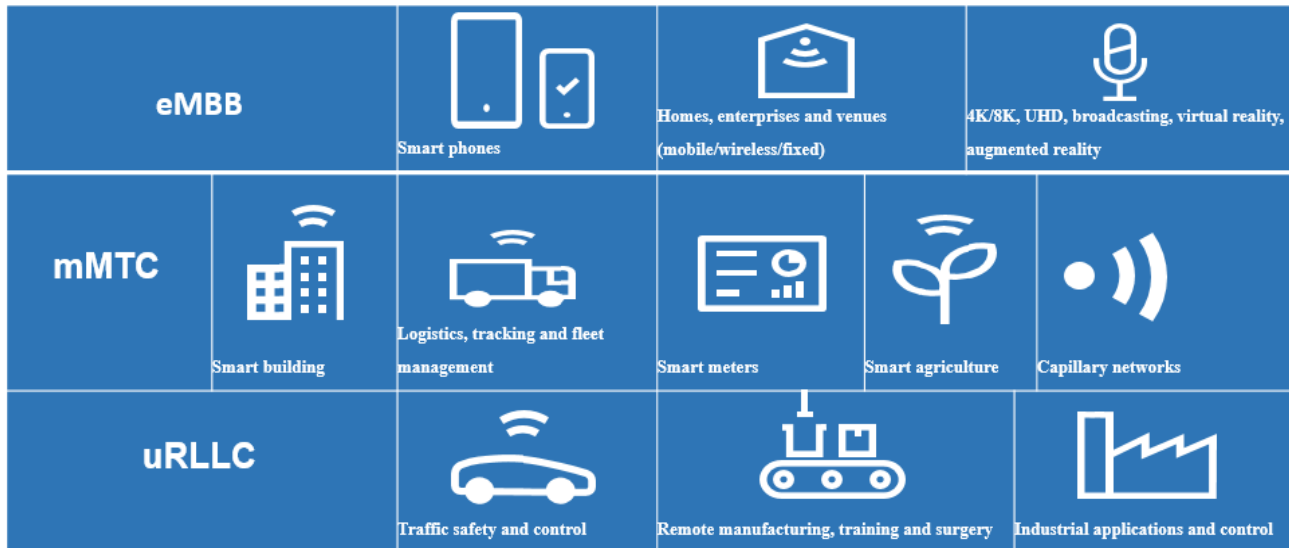 eMBB
Smart phones
Homes, enterprises and venues
(mobile/wireless/fixed)
4K/8K, UHD, broadcasting, virtual reality,
augmented reality
mMTC
Smart building
Logistics, tracking and fleet
management
Smart meters
Smart agriculture
Capillary networks
uRLLC
Traffic safety and control
Remote manufacturing, training and surgery
Industrial applications and control